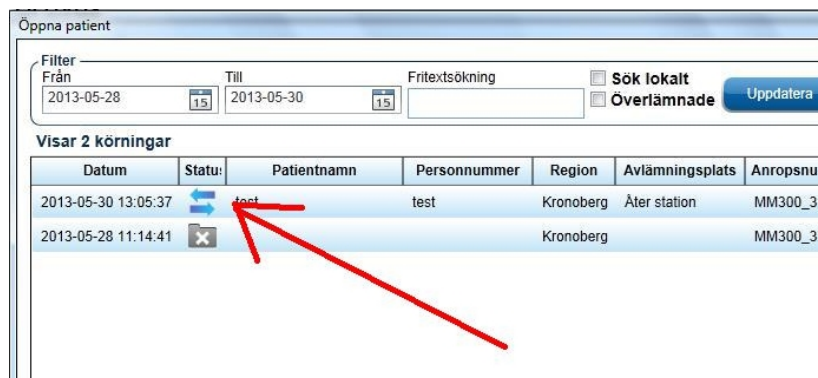 Öppna patient
Filter
Från Till Fritextsökning Sök lokalt
2013-05-28 15 2013-05-30 15 Överlämnade Uppdatera
Visar 2 körningar
Datum Status Patientnamn Personnummer Region Avlämningsplats Anropsnu
2013-05-30 13:05:37 test test Kronoberg Åter station MM300_3
2013-05-28 11:14:41 Kronoberg MM300_3